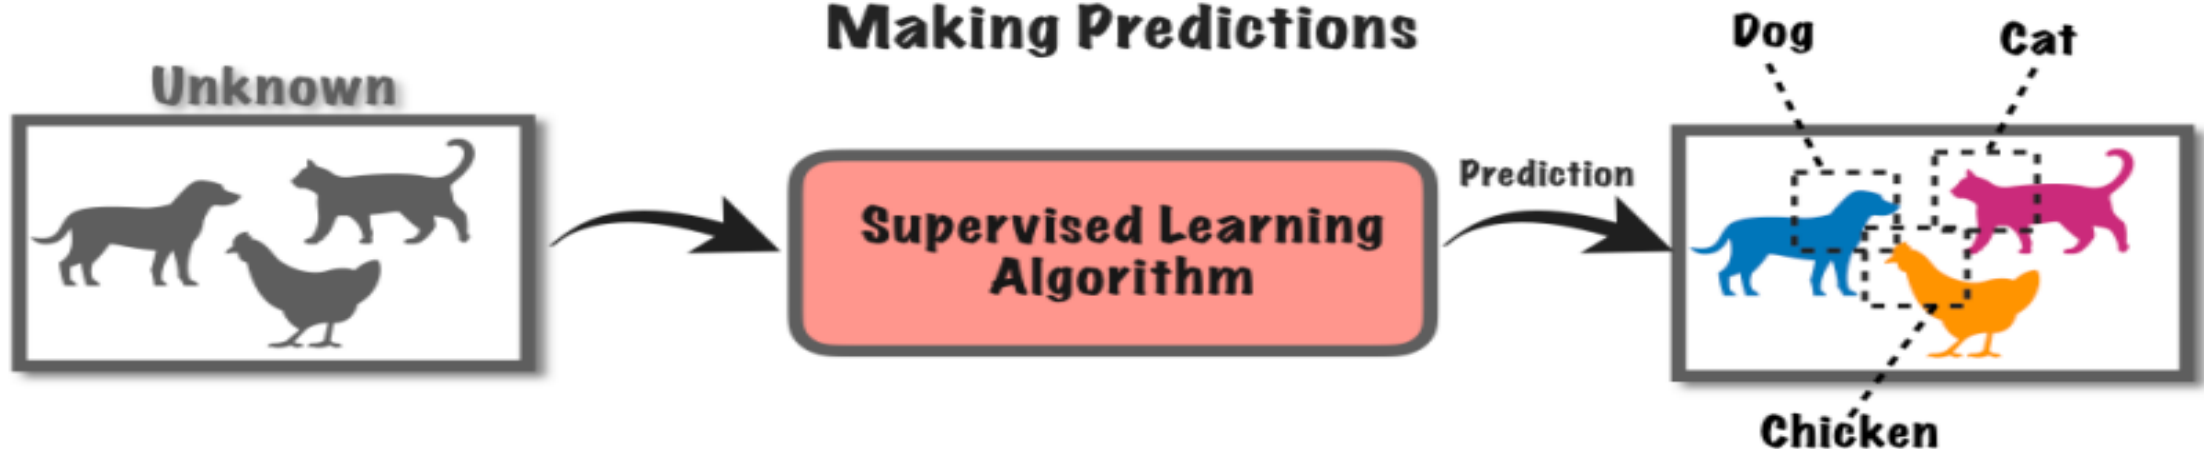 Making Predictions
Unknown
Supervised Learning
Algorithm
Prediction
Dog
Cat
Chicken